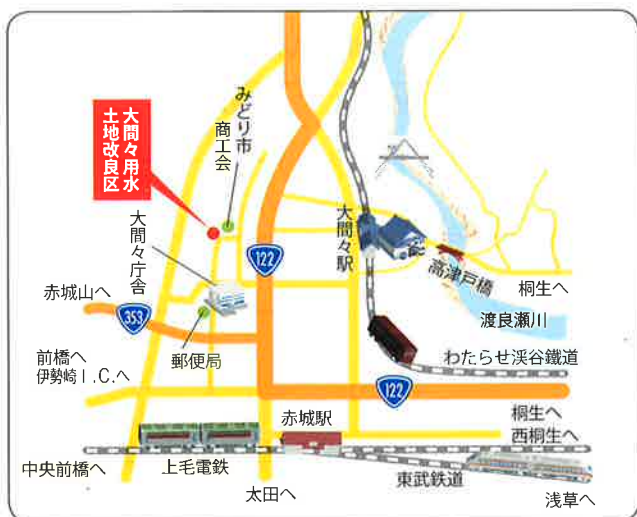 大間々用水
土地改良区
みどり市
商工会
大間々庁舎
大間々駅
122
高津戸橋
桐生へ
渡良瀬川
赤城山へ
353
前橋へ
伊勢崎I.C.へ
郵便局
わたらせ渓谷鐵道
122
赤城駅
桐生へ
西桐生へ
中央前橋へ
上毛電鉄
太田へ
東武鉄道
浅草へ